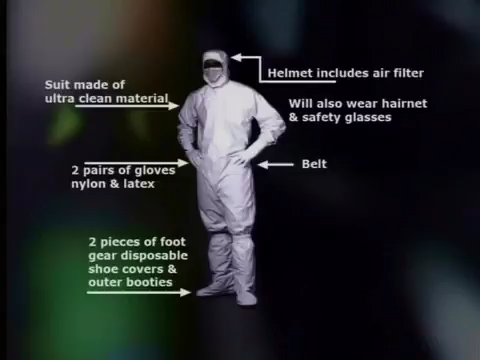 Helmet includes air filter
Suit made of
ultra clean material
Will also wear hairnet
& safety glasses
2 pairs of gloves
nylon & latex
Belt
2 pieces of foot
gear disposable
shoe covers &
outer booties